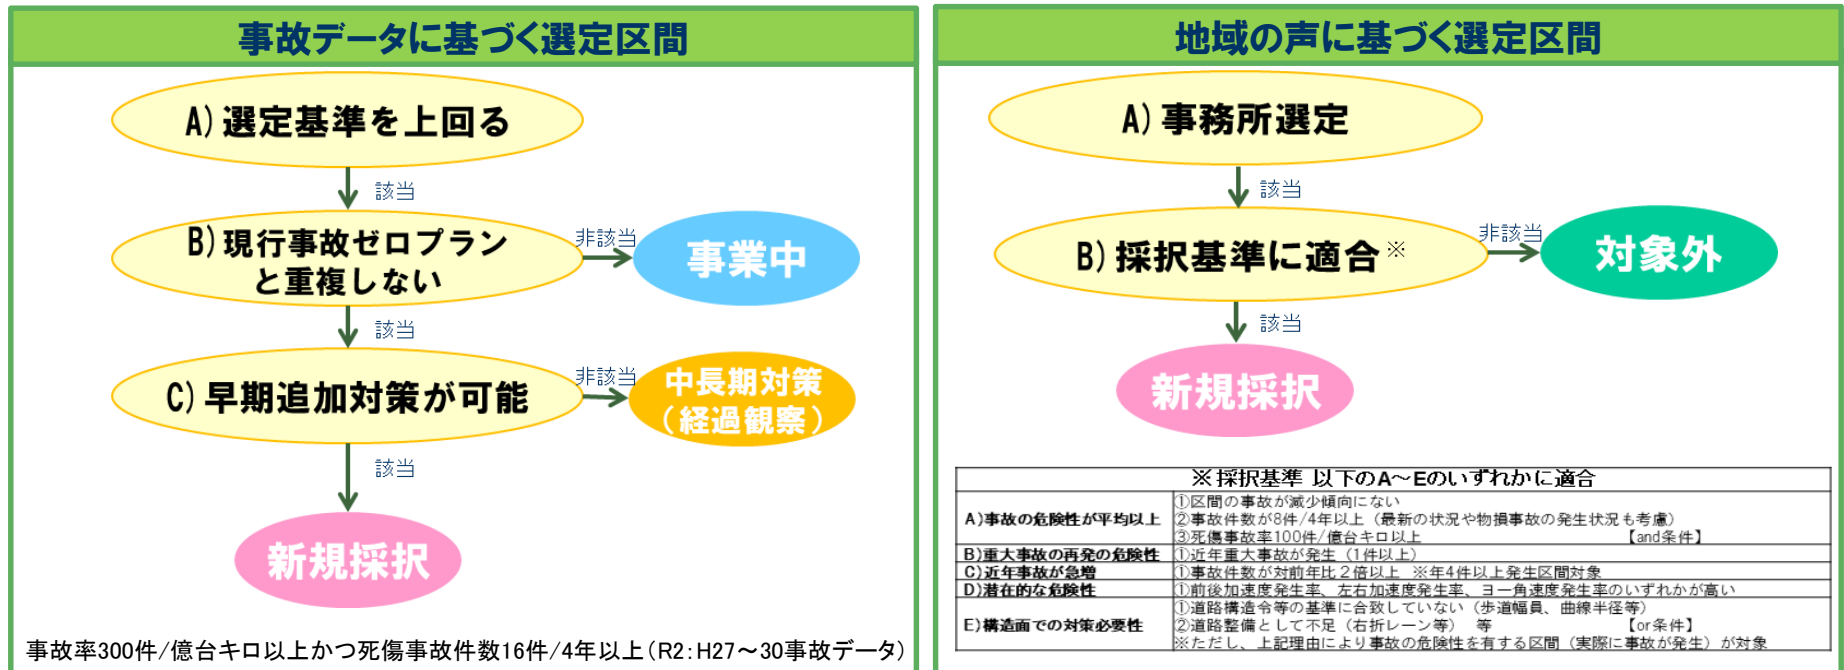 事故データに基づく選定区間
A)選定基準を上回る
該当
B)現行事故ゼロプラン
と重複しない
非該当
事業中
該当
C)早期追加対策が可能
非該当
中長期対策
（経過観察）
該当
新規採択
事故率300件/億台キロ以上かつ死傷事故件数16件/4年以上（R2：H27～30事故データ）
地域の声に基づく選定区間
A)事務所選定
該当
B)採択基準に適合※
非該当
対象外
該当
新規採択
※採択基準 以下のA～Eのいずれかに適合
A)事故の危険性が平均以上
①区間の事故が減少傾向にない
②事故件数が8件/4年以上（最新の状況や物損事故の発生状況も考慮）
③死傷事故率100件/億台キロ以上 【and条件】
B)重大事故の再発の危険性
①近年重大事故が発生（1件以上）
C)近年事故が急増
①事故件数が対前年比２倍以上 ※年4件以上発生区間対象
D)潜在的な危険性
①前後加速度発生率、左右加速度発生率、ヨー角速度発生率のいずれかが高い
E)構造面での対策必要性
①道路構造令等の基準に合致していない（歩道幅員、曲線半径等）
②道路整備として不足（右折レーン等） 等 【or条件】
※ただし、上記理由により事故の危険性を有する区間（実際に事故が発生）が対象